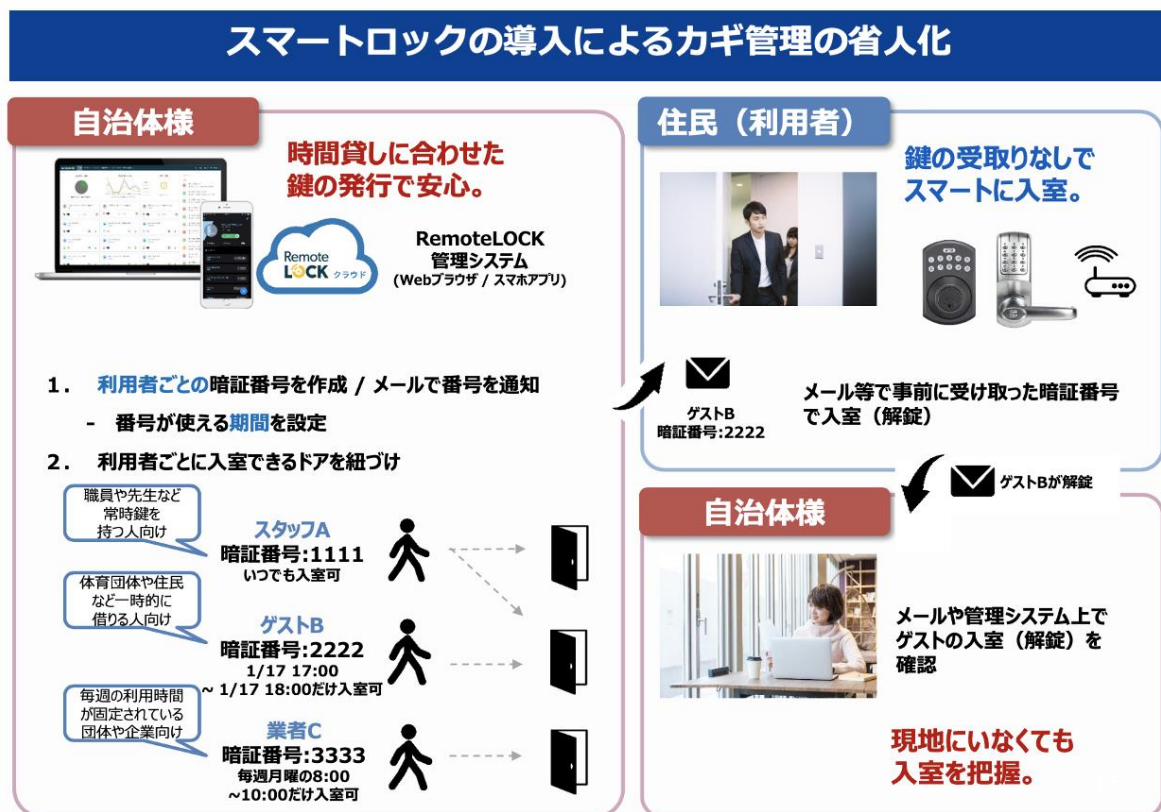 スマートロックの導入によるカギ管理の省人化
自治体様
時間貸しに合わせた
鍵の発行で安心。
Remote
LOCK クラウド
RemoteLOCK
管理システム
(Webブラウザ / スマホアプリ)
1. 利用者ごとの暗証番号を作成 / メールで番号を通知
- 番号が使える期間を設定
2. 利用者ごとに入室できるドアを紐づけ
職員や先生など
常時鍵を
持つ人向け
スタッフA
暗証番号:1111
いつでも入室可
体育団体や住民
など一時的に
借りる人向け
ゲストB
暗証番号:2222
1/17 17:00
~ 1/17 18:00だけ入室可
毎週の利用時間
が固定されている
団体や企業向け
業者C
暗証番号:3333
毎週月曜の8:00
~10:00だけ入室可
住民（利用者）
鍵の受取りなしで
スマートに入室。
ゲストB
暗証番号:2222
メール等で事前に受け取った暗証番号
で入室（解錠）
ゲストBが解錠
自治体様
メールや管理システム上で
ゲストの入室（解錠）を
確認
現地にいなくても
入室を把握。